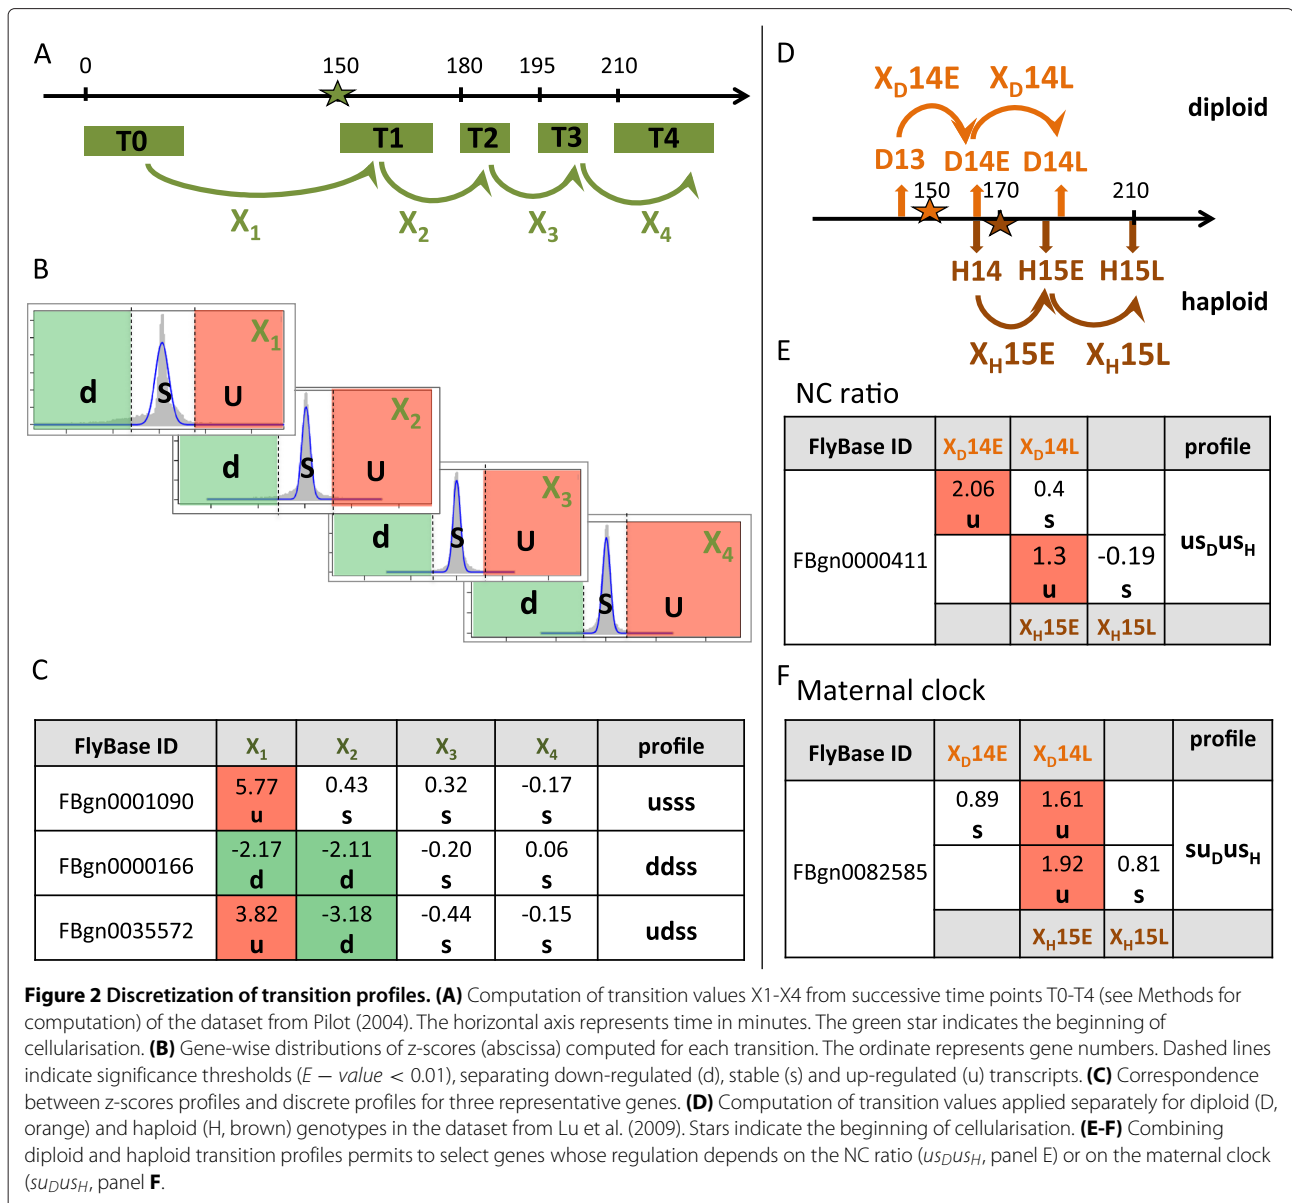 A
0 150 180 195 210
T0 T1 T2 T3 T4
X1 X2 X3 X4
B
d S U X1
d S U X2
d S U X3
d S U X4
C
FlyBase ID X1 X2 X3 X4 profile
FBgn0001090 5.77 0.43 0.32 -0.17 usss
u s s s
FBgn0000166 -2.17 -2.11 -0.20 0.06 ddss
d d s s
FBgn0035572 3.82 -3.18 -0.44 -0.15 udss
u d s s
D
XD14E XD14L
diploid
D13 D14E D14L
150 170 210
H14 H15E H15L
haploid
XH15E XH15L
E
NC ratio
FlyBase ID XD14E XD14L profile
2.06 0.4
u s
FBgn0000411 usDusH
1.3 -0.19
u s
XH15E XH15L
F
Maternal clock
FlyBase ID XD14E XD14L profile
0.89 1.61
s u
FBgn0082585 suDusH
1.92 0.81
u s
XH15E XH15L
Figure 2 Discretization of transition profiles. (A) Computation of transition values X1-X4 from successive time points T0-T4 (see Methods for
computation) of the dataset from Pilot (2004). The horizontal axis represents time in minutes. The green star indicates the beginning of
cellularisation. (B) Gene-wise distributions of z-scores (abscissa) computed for each transition. The ordinate represents gene numbers. Dashed lines
indicate significance thresholds (E − value < 0.01), separating down-regulated (d), stable (s) and up-regulated (u) transcripts. (C) Correspondence
between z-scores profiles and discrete profiles for three representative genes. (D) Computation of transition values applied separately for diploid (D,
orange) and haploid (H, brown) genotypes in the dataset from Lu et al. (2009). Stars indicate the beginning of cellularisation. (E-F) Combining
diploid and haploid transition profiles permits to select genes whose regulation depends on the NC ratio (usDusH, panel E) or on the maternal clock
(suDusH, panel F.